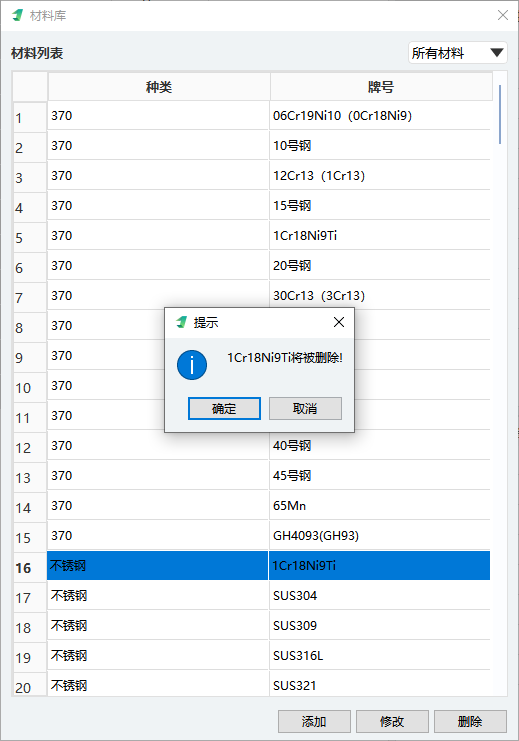 材料库
材料列表 所有材料
种类 牌号
1 370 06Cr19Ni10（0Cr18Ni9）
2 370 10号钢
3 370 12Cr13（1Cr13）
4 370 15号钢
5 370 1Cr18Ni9Ti
6 370 20号钢
7 370 30Cr13（3Cr13）
8 370
9 370
10 370
11 370
提示
1Cr18Ni9Ti将被删除!
确定 取消
12 370 40号钢
13 370 45号钢
14 370 65Mn
15 370 GH4093(GH93)
16 不锈钢 1Cr18Ni9Ti
17 不锈钢 SUS304
18 不锈钢 SUS309
19 不锈钢 SUS316L
20 不锈钢 SUS321
添加 修改 删除